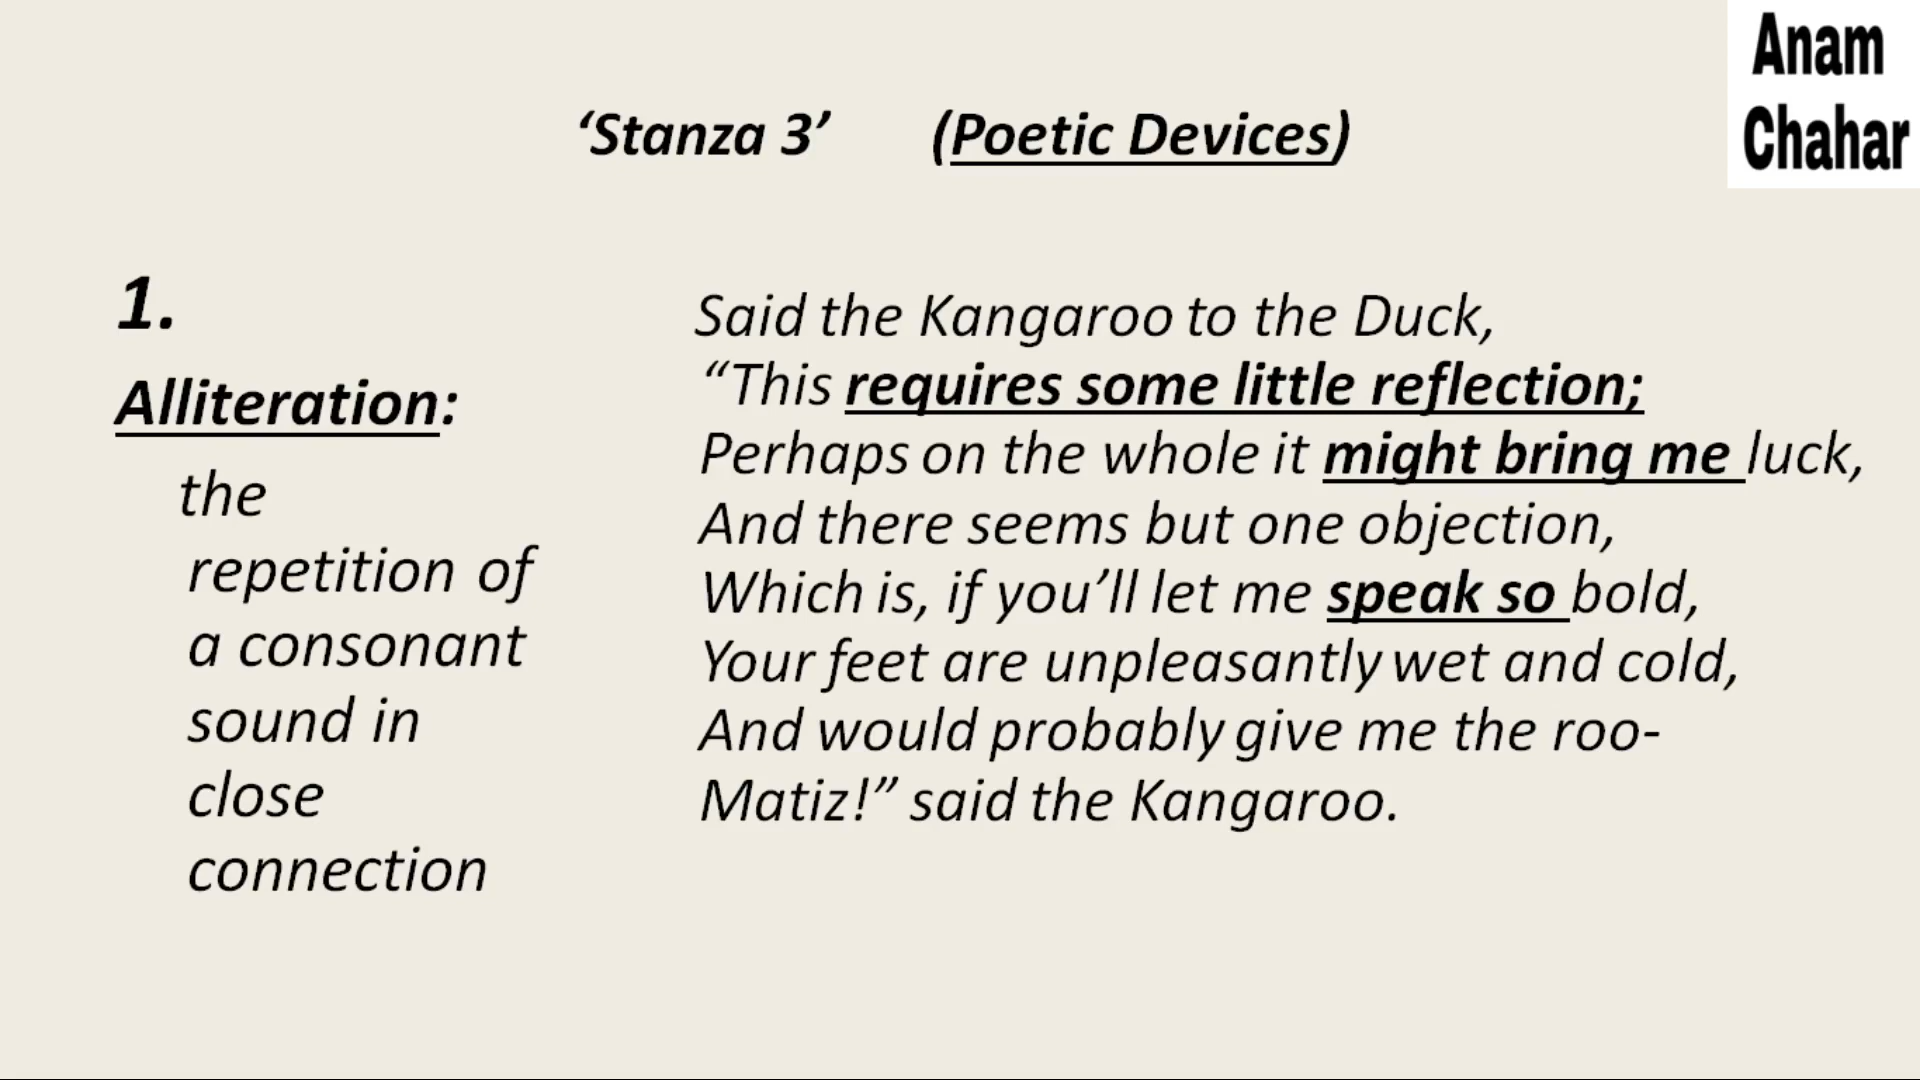 Anam
Chahar
‘Stanza 3’ (Poetic Devices)
1.
Alliteration:
the
repetition of
a consonant
sound in
close
connection
Said the Kangaroo to the Duck,
“This requires some little reflection;
Perhaps on the whole it might bring me luck,
And there seems but one objection,
Which is, if you’ll let me speak so bold,
Your feet are unpleasantly wet and cold,
And would probably give me the roo-
Matiz!” said the Kangaroo.